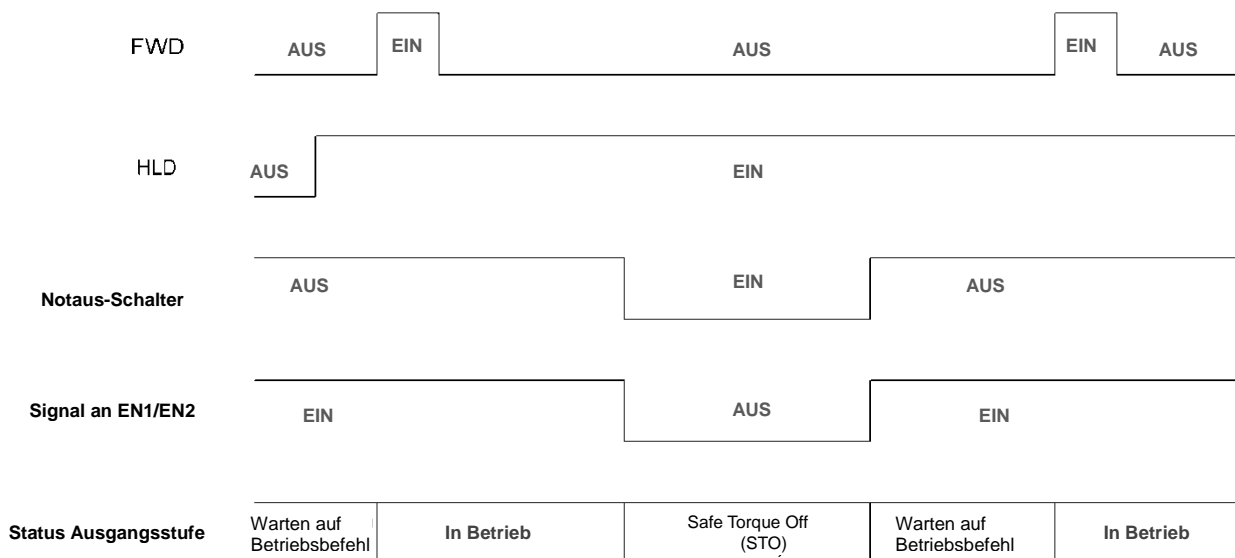 FWD
AUS
EIN
AUS
EIN
AUS
HLD
AUS
EIN
Notaus-Schalter
AUS
EIN
AUS
Signal an EN1/EN2
EIN
AUS
EIN
Status Ausgangsstufe
Warten auf
Betriebsbefehl
In Betrieb
Safe Torque Off
(STO)
Warten auf
Betriebsbefehl
In Betrieb